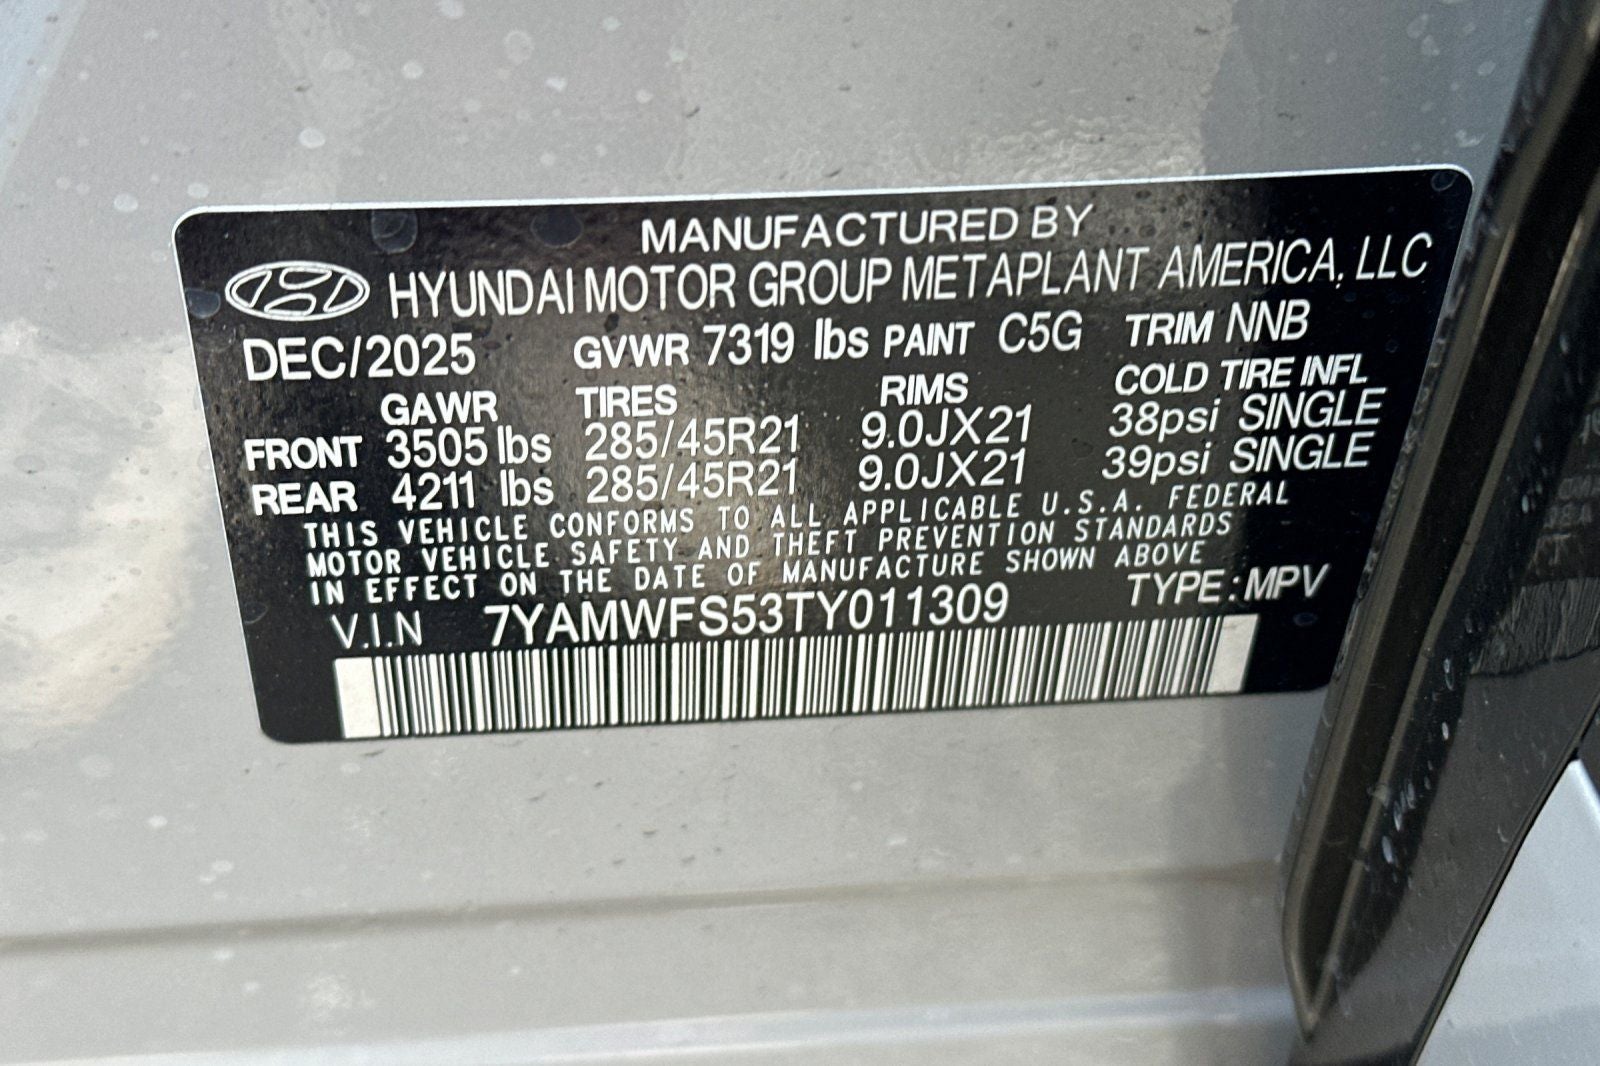 MANUFACTURED BY
HYUNDAI MOTOR GROUP METAPLANT AMERICA, LLC
DEC/2025 GVWR 7319 lbs PAINT C5G TRIM NNB
GAWR TIRES RIMS COLD TIRE INFL
FRONT 3505 lbs 285/45R21 9.0JX21 38psi SINGLE
REAR 4211 lbs 285/45R21 9.0JX21 39psi SINGLE
THIS VEHICLE CONFORMS TO ALL APPLICABLE U.S.A. FEDERAL
MOTOR VEHICLE SAFETY AND THEFT PREVENTION STANDARDS
IN EFFECT ON THE DATE OF MANUFACTURE SHOWN ABOVE
V.I.N 7YAMWFS53TY011309 TYPE: MPV